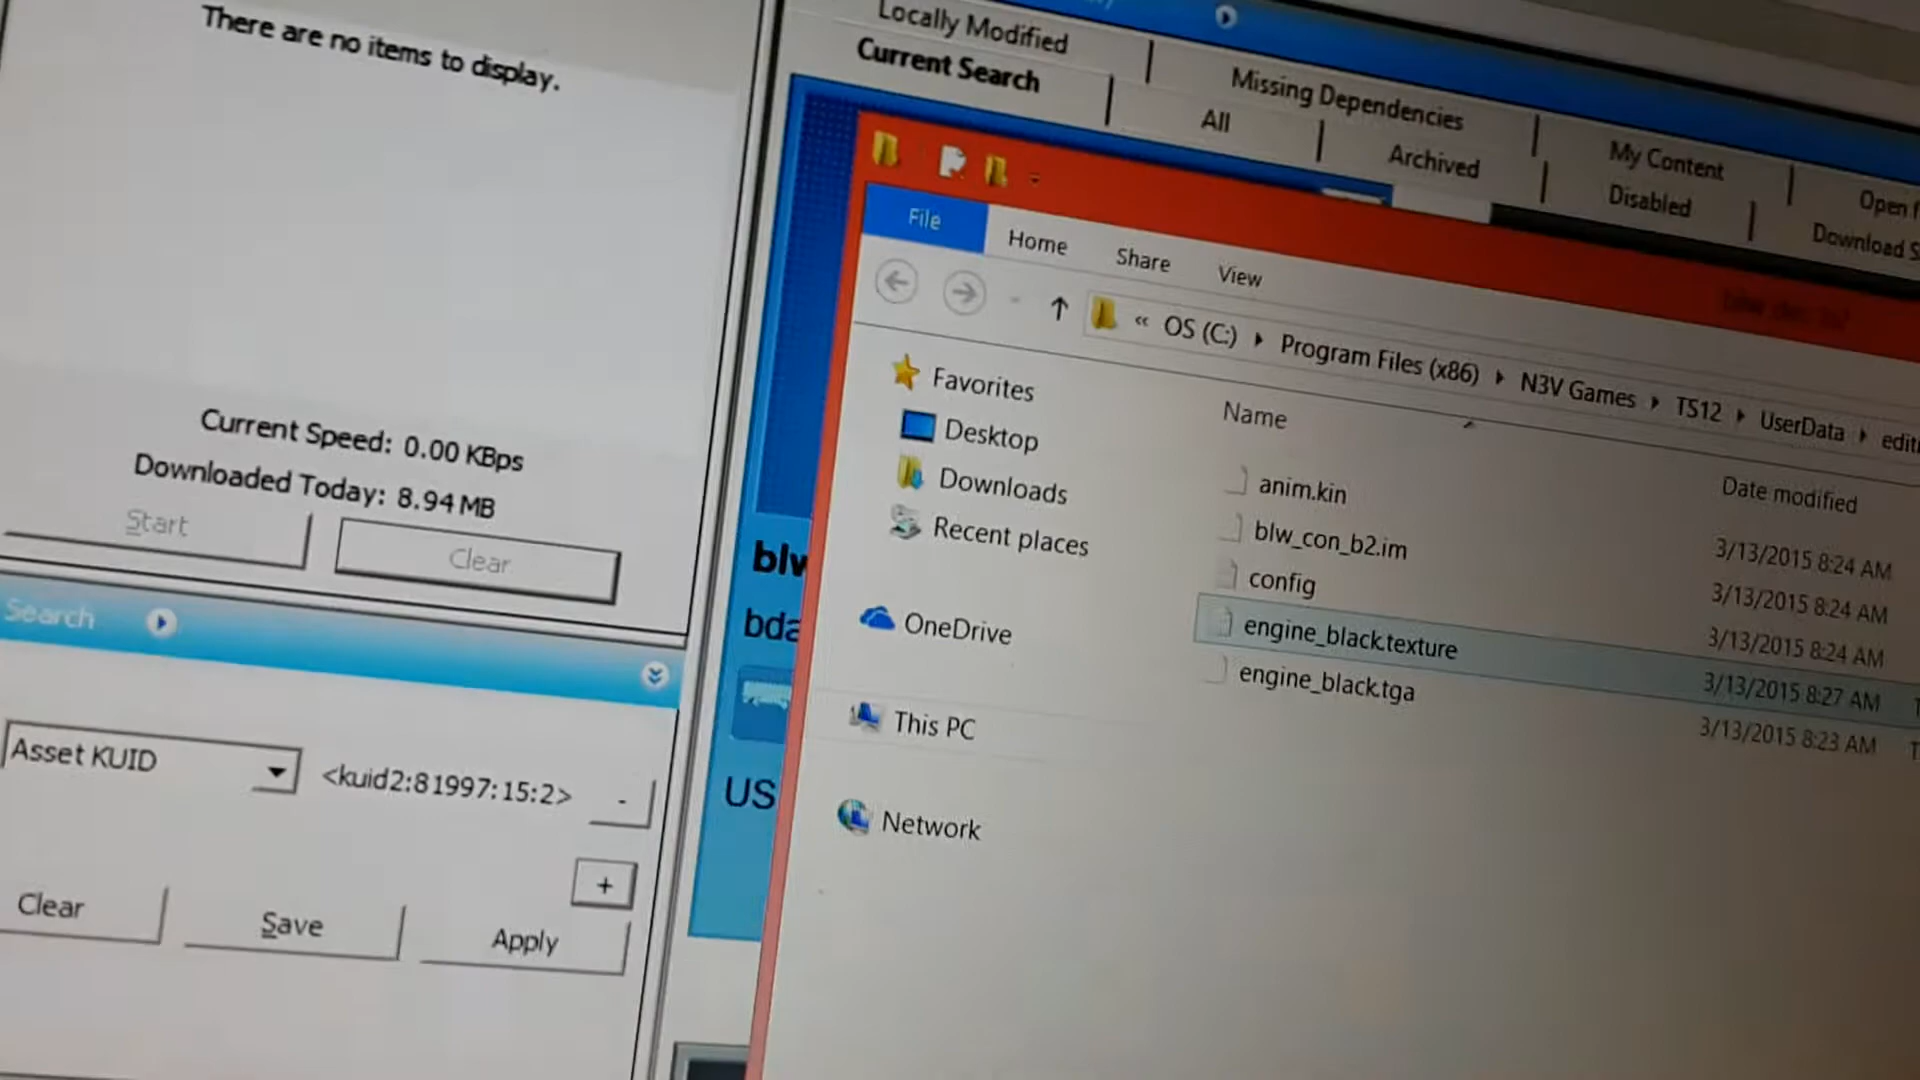 There are no items to display.
Current Speed: 0.00 KBps
Downloaded Today: 8.94 MB
Start
Clear
Search
Asset KUID
<kuid2:81997:15:2>
-
+
Clear
Save
Apply
Locally Modified
Missing Dependencies
My Content
Open
Current Search
All
Archived
Disabled
Download
File
Home
Share
View
« OS (C:) Program Files (x86) N3V Games TS12 UserData
Favorites
Desktop
Downloads
Recent places
OneDrive
This PC
Network
Name
Date modified
anim.kin
3/13/2015 8:24 AM
blw_con_b2.im
3/13/2015 8:24 AM
config
3/13/2015 8:24 AM
engine_black.texture
3/13/2015 8:27 AM
engine_black.tga
3/13/2015 8:23 AM
US